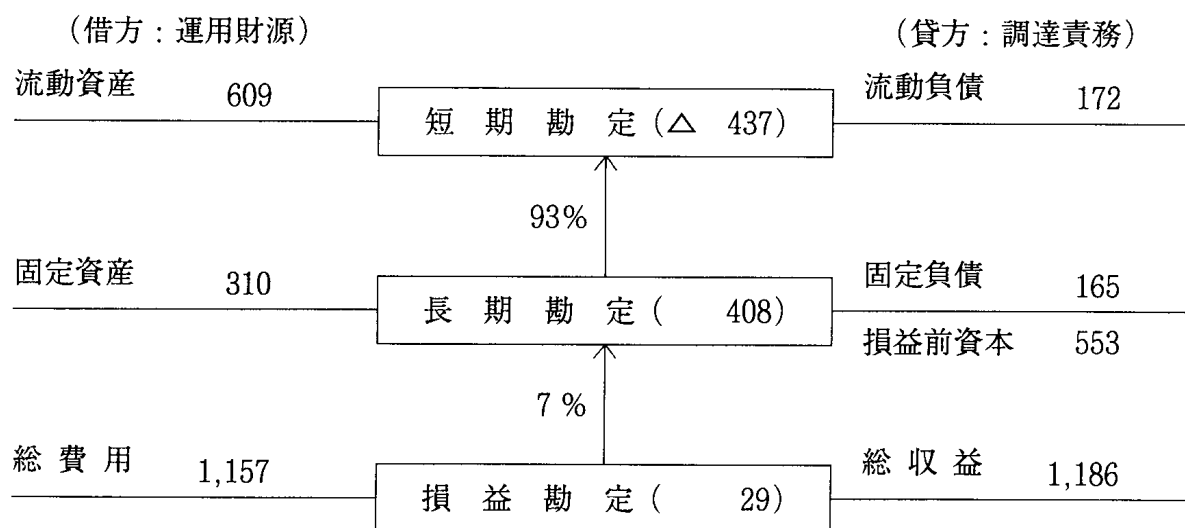 (借方:運用財源) (貸方:調達責務)
流動資産 609 短期勘定(△ 437) 流動負債 172
93%
固定資産 310 長期勘定( 408) 固定負債 165
損益前資本 553
7%
総費用 1,157 損益勘定( 29) 総収益 1,186